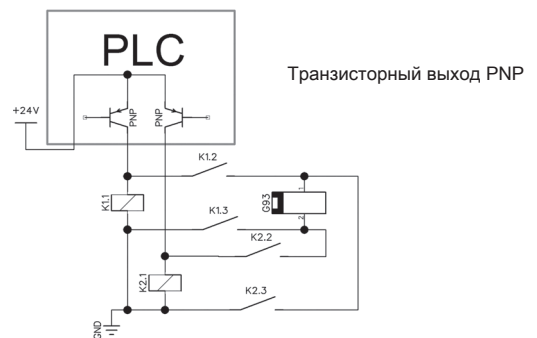 PLC
Транзисторный выход PNP
+24V
PNP
PNP
K1.2
K1.1
G93
1
2
K1.3
K2.2
K2.1
K2.3
GND